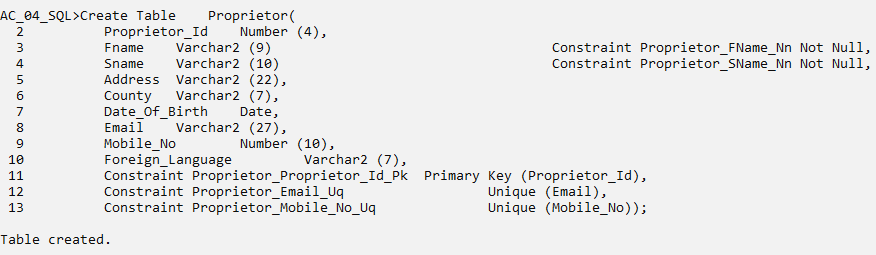 AC_04_SQL>Create Table    Proprietor(
  2          Proprietor_Id    Number (4),
  3          Fname    Varchar2 (9)                                   Constraint Proprietor_FName_Nn Not Null,
  4          Sname    Varchar2 (10)                                  Constraint Proprietor_SName_Nn Not Null,
  5          Address  Varchar2 (22),
  6          County   Varchar2 (7),
  7          Date_Of_Birth    Date,
  8          Email    Varchar2 (27),
  9          Mobile_No        Number (10),
 10          Foreign_Language         Varchar2 (7),
 11          Constraint Proprietor_Proprietor_Id_Pk  Primary Key (Proprietor_Id),
 12          Constraint Proprietor_Email_Uq                  Unique (Email),
 13          Constraint Proprietor_Mobile_No_Uq              Unique (Mobile_No));
Table created.